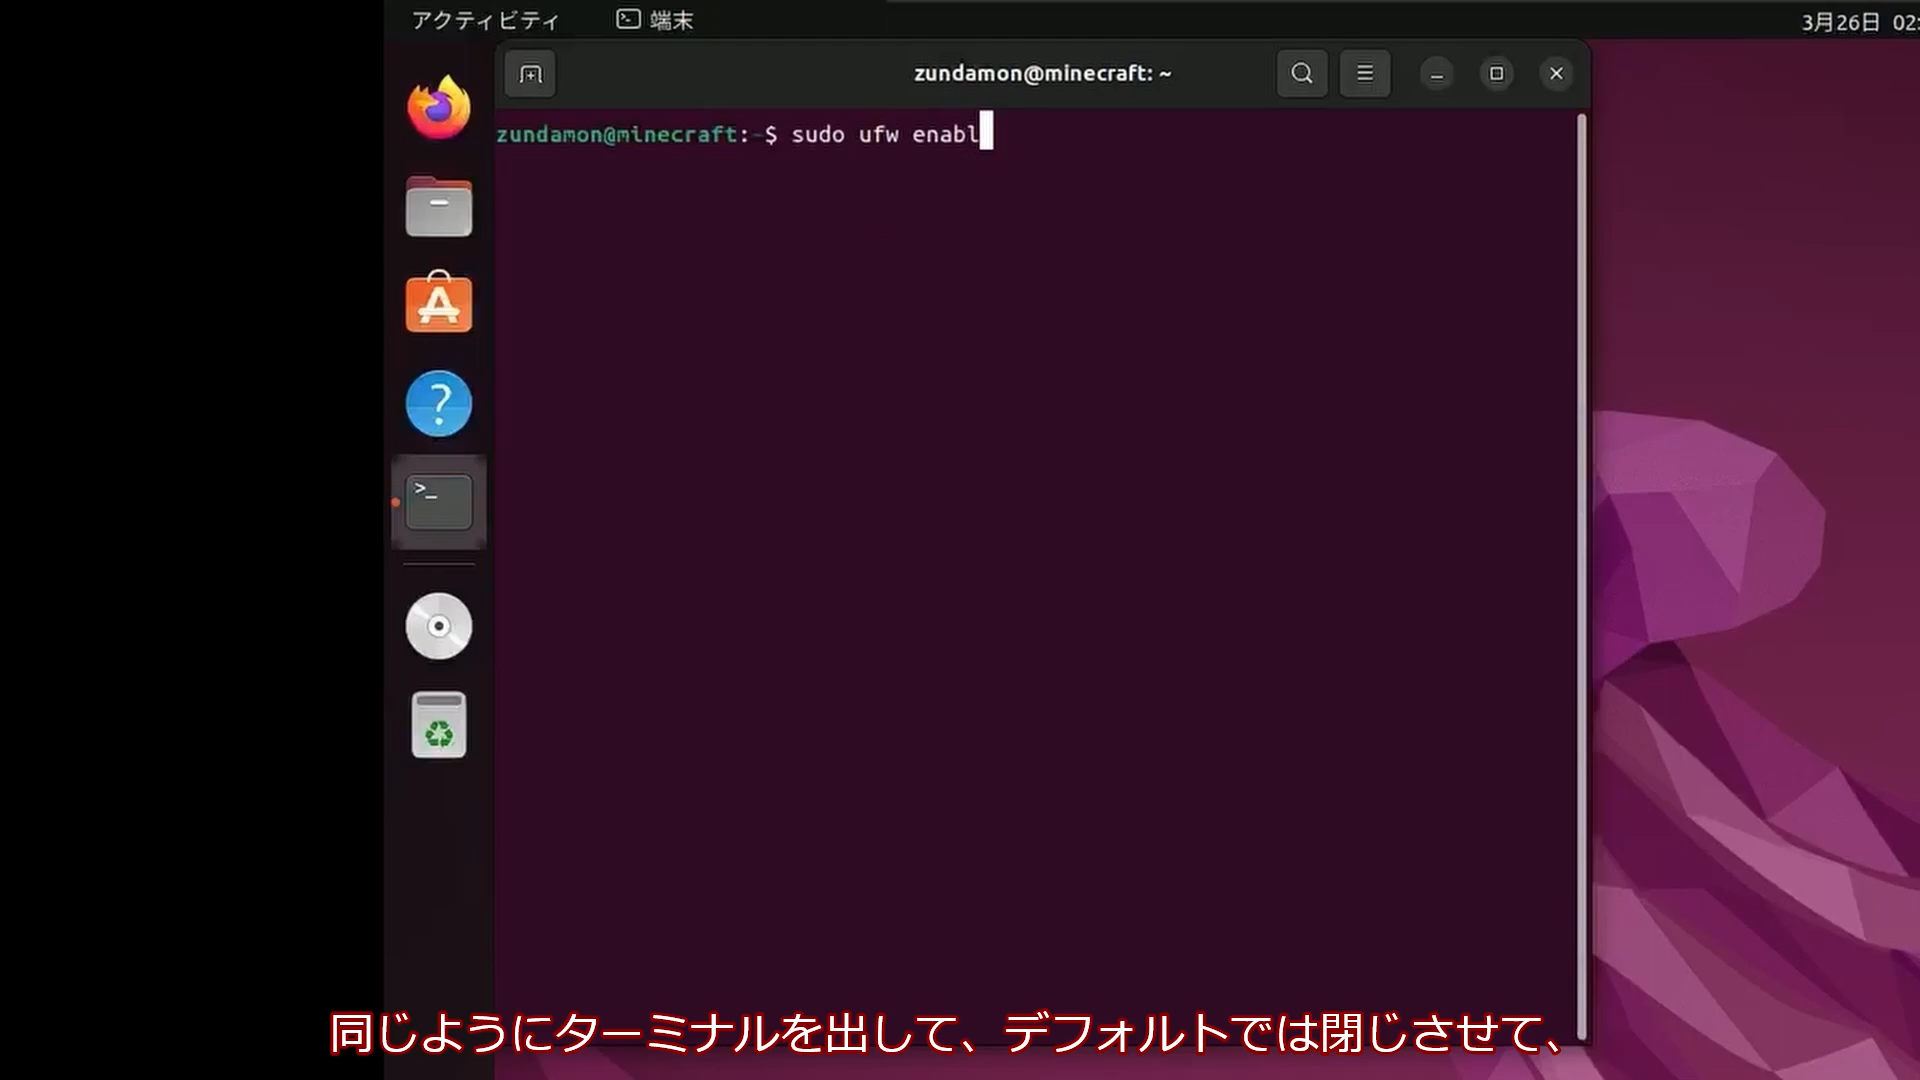 アクティビティ
端末
3月26日 02:
zundamon@minecraft: ~
zundamon@minecraft:~$ sudo ufw enabl
同じようにターミナルを出して、デフォルトでは閉じさせて、